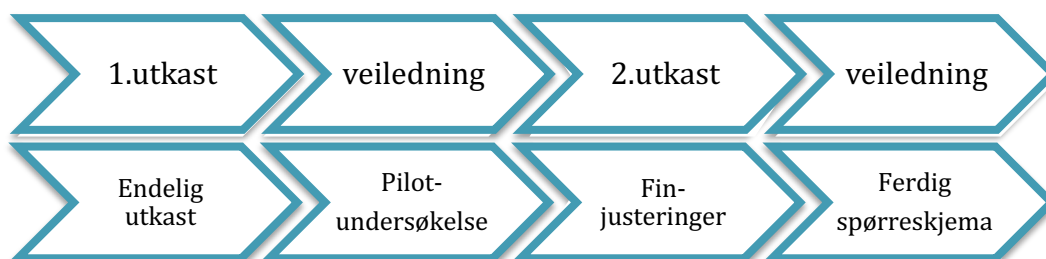 1.utkast
veiledning
2.utkast
veiledning
Endelig
utkast
Pilot-
undersøkelse
Fin-
justeringer
Ferdig
spørreskjema